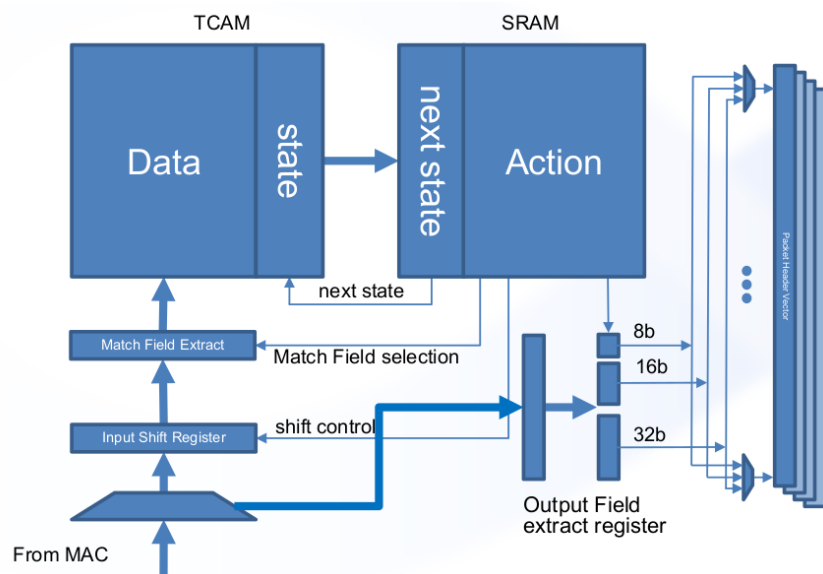 TCAM
SRAM
Data
state
next state
Action
next state
Match Field Extract
Match Field selection
Input Shift Register
shift control
8b
16b
32b
Packet Header Vector
Output Field
extract register
From MAC